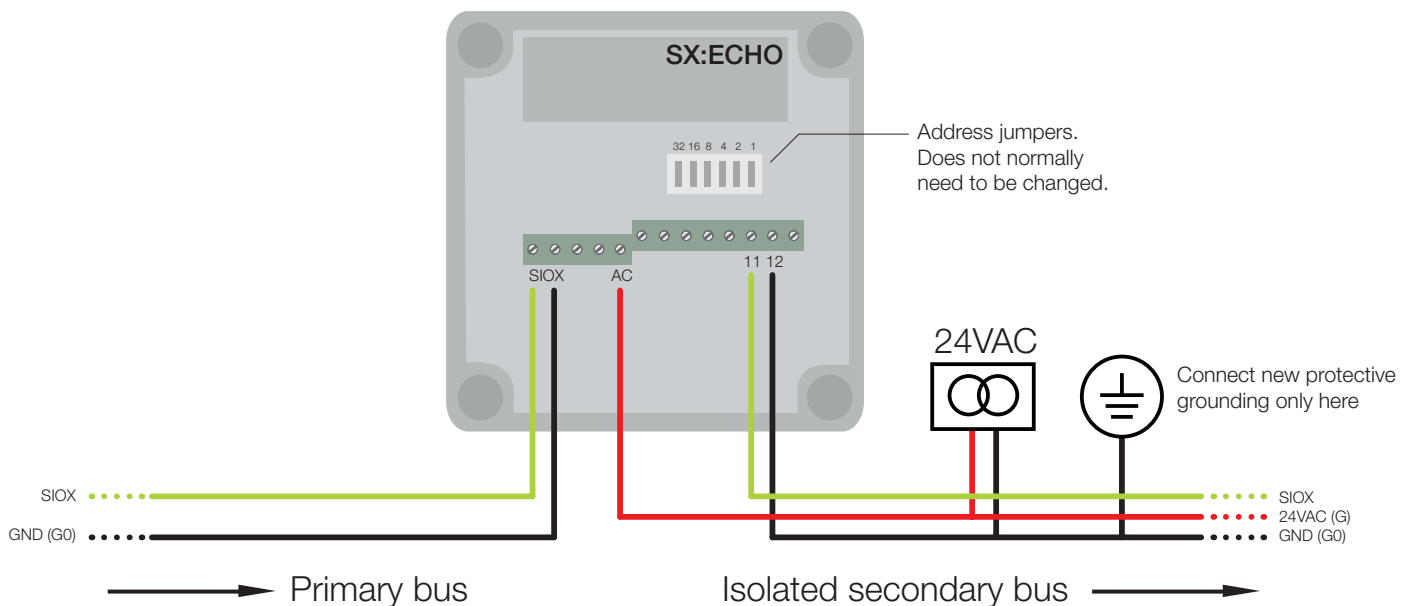 SX:ECHO
Address jumpers.
Does not normally
need to be changed.
32 16 8 4 2 1
SIOX
AC
11 12
24VAC
Connect new protective
grounding only here
SIOX
GND (G0)
SIOX
24VAC (G)
GND (G0)
Primary bus
Isolated secondary bus